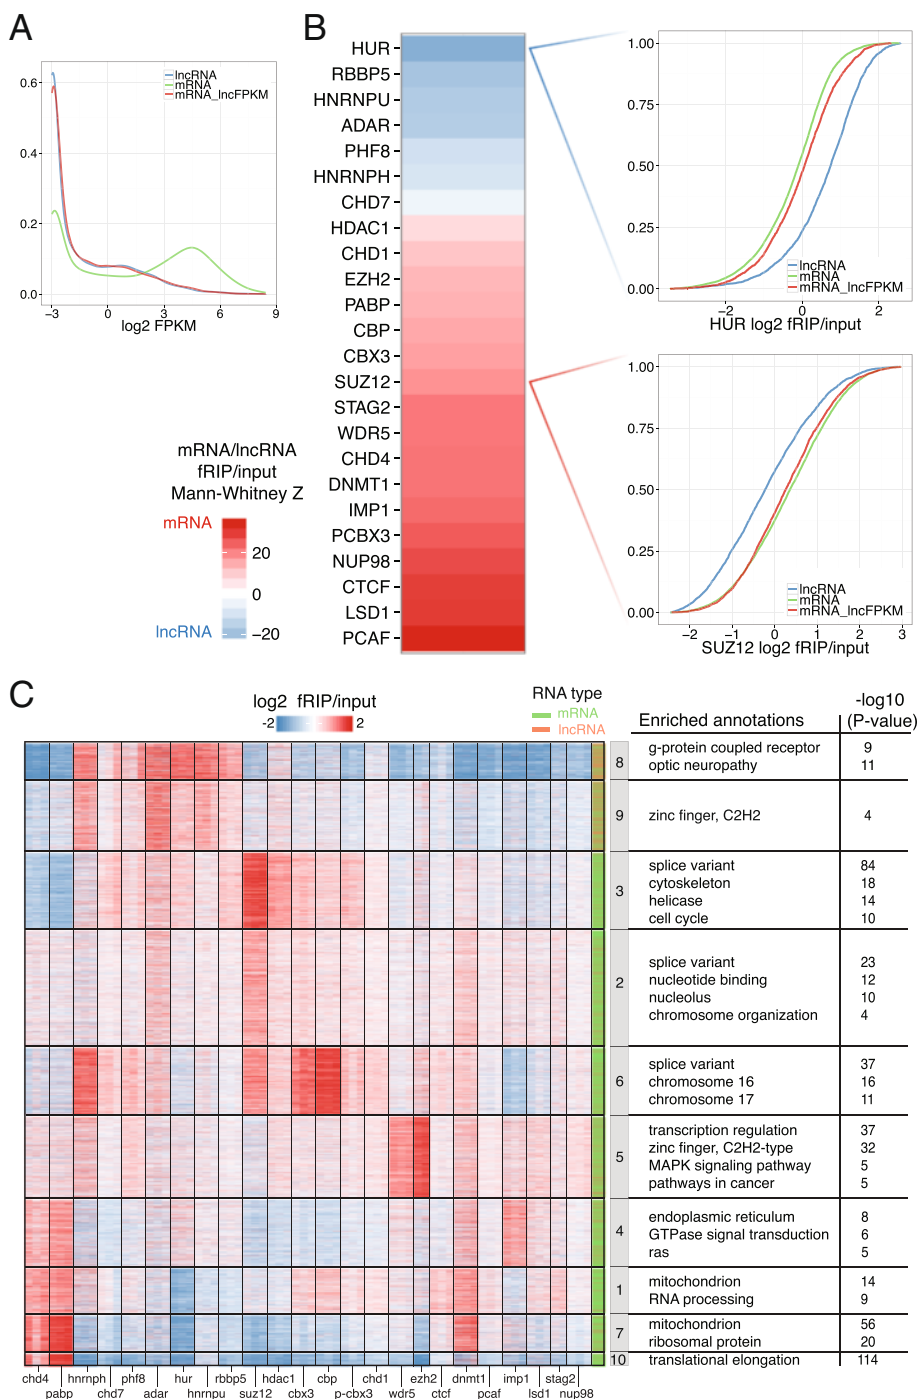 A
B
0.6
0.4
0.2
0.0
lncRNA
mRNA
mRNA_lncFPKM
−3
0
3
6
9
log2 FPKM
HUR
RBBP5
HNRNPU
ADAR
PHF8
HNRNPH
CHD7
HDAC1
CHD1
EZH2
PABP
CBP
CBX3
SUZ12
STAG2
WDR5
CHD4
DNMT1
IMP1
PCBX3
NUP98
CTCF
LSD1
PCAF
mRNA/lncRNA
fRIP/input
Mann-Whitney Z
mRNA
20
0
lncRNA
−20
1.00
0.75
0.50
0.25
0.00
lncRNA
mRNA
mRNA_lncFPKM
−2
0
2
HUR log2 fRIP/input
1.00
0.75
0.50
0.25
0.00
lncRNA
mRNA
mRNA_lncFPKM
−2
−1
0
1
2
3
SUZ12 log2 fRIP/input
C
log2 fRIP/input
-2
2
RNA type
mRNA
lncRNA
Enriched annotations
-log10
(P-value)
8
g-protein coupled receptor 9
optic neuropathy 11
9
zinc finger, C2H2 4
3
splice variant 84
cytoskeleton 18
helicase 14
cell cycle 10
2
splice variant 23
nucleotide binding 12
nucleolus 10
chromosome organization 4
6
splice variant 37
chromosome 16 16
chromosome 17 11
5
transcription regulation 37
zinc finger, C2H2-type 32
MAPK signaling pathway 5
pathways in cancer 5
4
endoplasmic reticulum 8
GTPase signal transduction 6
ras 5
1
mitochondrion 14
RNA processing 9
7
mitochondrion 56
ribosomal protein 20
10
translational elongation 114
chd4 hnrnph phf8 hur rbbp5 hdac1 cbp chd1 ezh2 dnmt1 imp1 stag2
pabp chd7 adar hnrnpu suz12 cbx3 p-cbx3 wdr5 ctcf pcaf lsd1 nup98